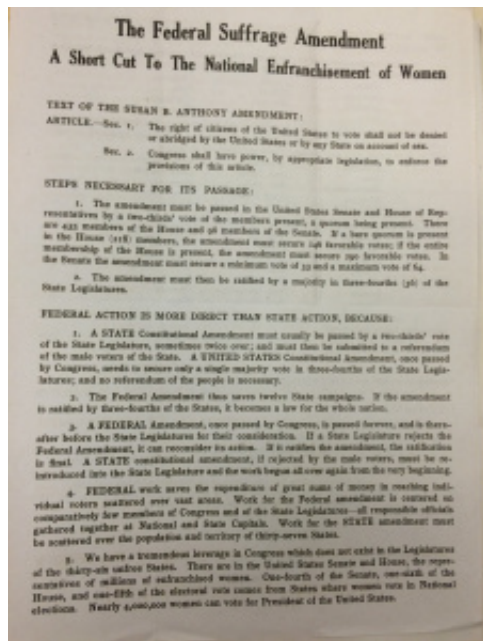 The Federal Suffrage Amendment
A Short Cut To The National Enfranchisement of Women
TEXT OF THE SUSAN B. ANTHONY AMENDMENT:
ARTICLE.—Sec. 1. The right of citizens of the United States to vote shall not be denied
or abridged by the United States or by any State on account of sex.
Sec. 2. Congress shall have power, by appropriate legislation, to enforce the
provisions of this article.
STEPS NECESSARY FOR ITS PASSAGE:
1. The amendment must be passed in the United States Senate and House of Rep-
resentatives by a two-thirds' vote of the members present, a quorum being present. There
are 435 members of the House and 96 members of the Senate. If a bare quorum is present
in the House (218) members, the amendment must secure 146 favorable votes; if the entire
membership of the House is present, the amendment must secure 290 favorable votes. In
the Senate the amendment must secure a minimum vote of 33 and a maximum vote of 64.
2. The amendment must then be ratified by a majority in three-fourths (36) of the
State Legislatures.
FEDERAL ACTION IS MORE DIRECT THAN STATE ACTION, BECAUSE:
1. A STATE Constitutional Amendment must usually be passed by a two-thirds' vote
of the State Legislature, sometimes twice over; and must then be submitted to a referendum
of the male voters of the State. A UNITED STATES Constitutional Amendment, once passed
by Congress, needs to secure only a single majority vote in three-fourths of the State Legis-
latures; and no referendum of the people is necessary.
2. The Federal Amendment then saves twelve State campaigns. If the amendment
is ratified by three-fourths of the States, it becomes a law for the whole nation.
3. A FEDERAL Amendment, once passed by Congress, is passed forever, and is there-
after before the State Legislatures for their consideration. If a State Legislature rejects the
Federal Amendment, it can reconsider its action. If it ratifies the amendment, the ratification
is final. A STATE constitutional amendment, if rejected by the male voters, must be re-
introduced into the State Legislature and the work begun all over again from the very beginning.
4. FEDERAL work saves the expenditure of great sums of money in reaching indi-
vidual voters scattered over vast areas. Work for the Federal amendment is centered on
comparatively few members of Congress and of the State Legislatures—all responsible officials
gathered together at National and State Capitals. Work for the STATE amendment must
be scattered over the population and territory of thirty-seven States.
5. We have a tremendous leverage in Congress which does not exist in the Legislatures
of the thirty-six unfree States. There are in the United States Senate and House, the repre-
sentatives of millions of enfranchised women. One-fourth of the Senate, one-sixth of the
House, and one-fifth of the electoral vote comes from States where women vote in National
elections. Nearly 4,000,000 women can vote for President of the United States.